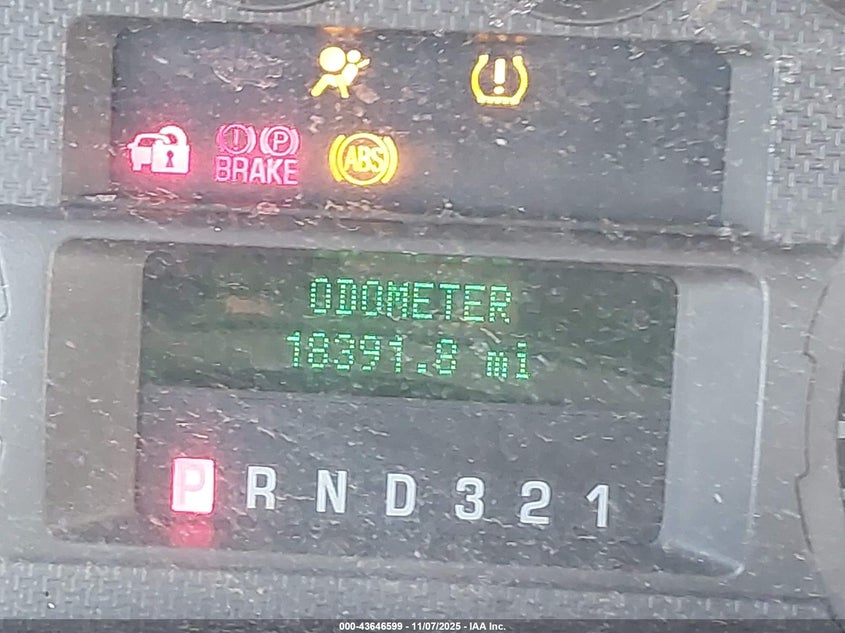 (!) (P)
BRAKE
(ABS)
ODOMETER
18391.8 mi
P R N D 3 2 1
000-43646599 - 11/07/2025 - IAA Inc.